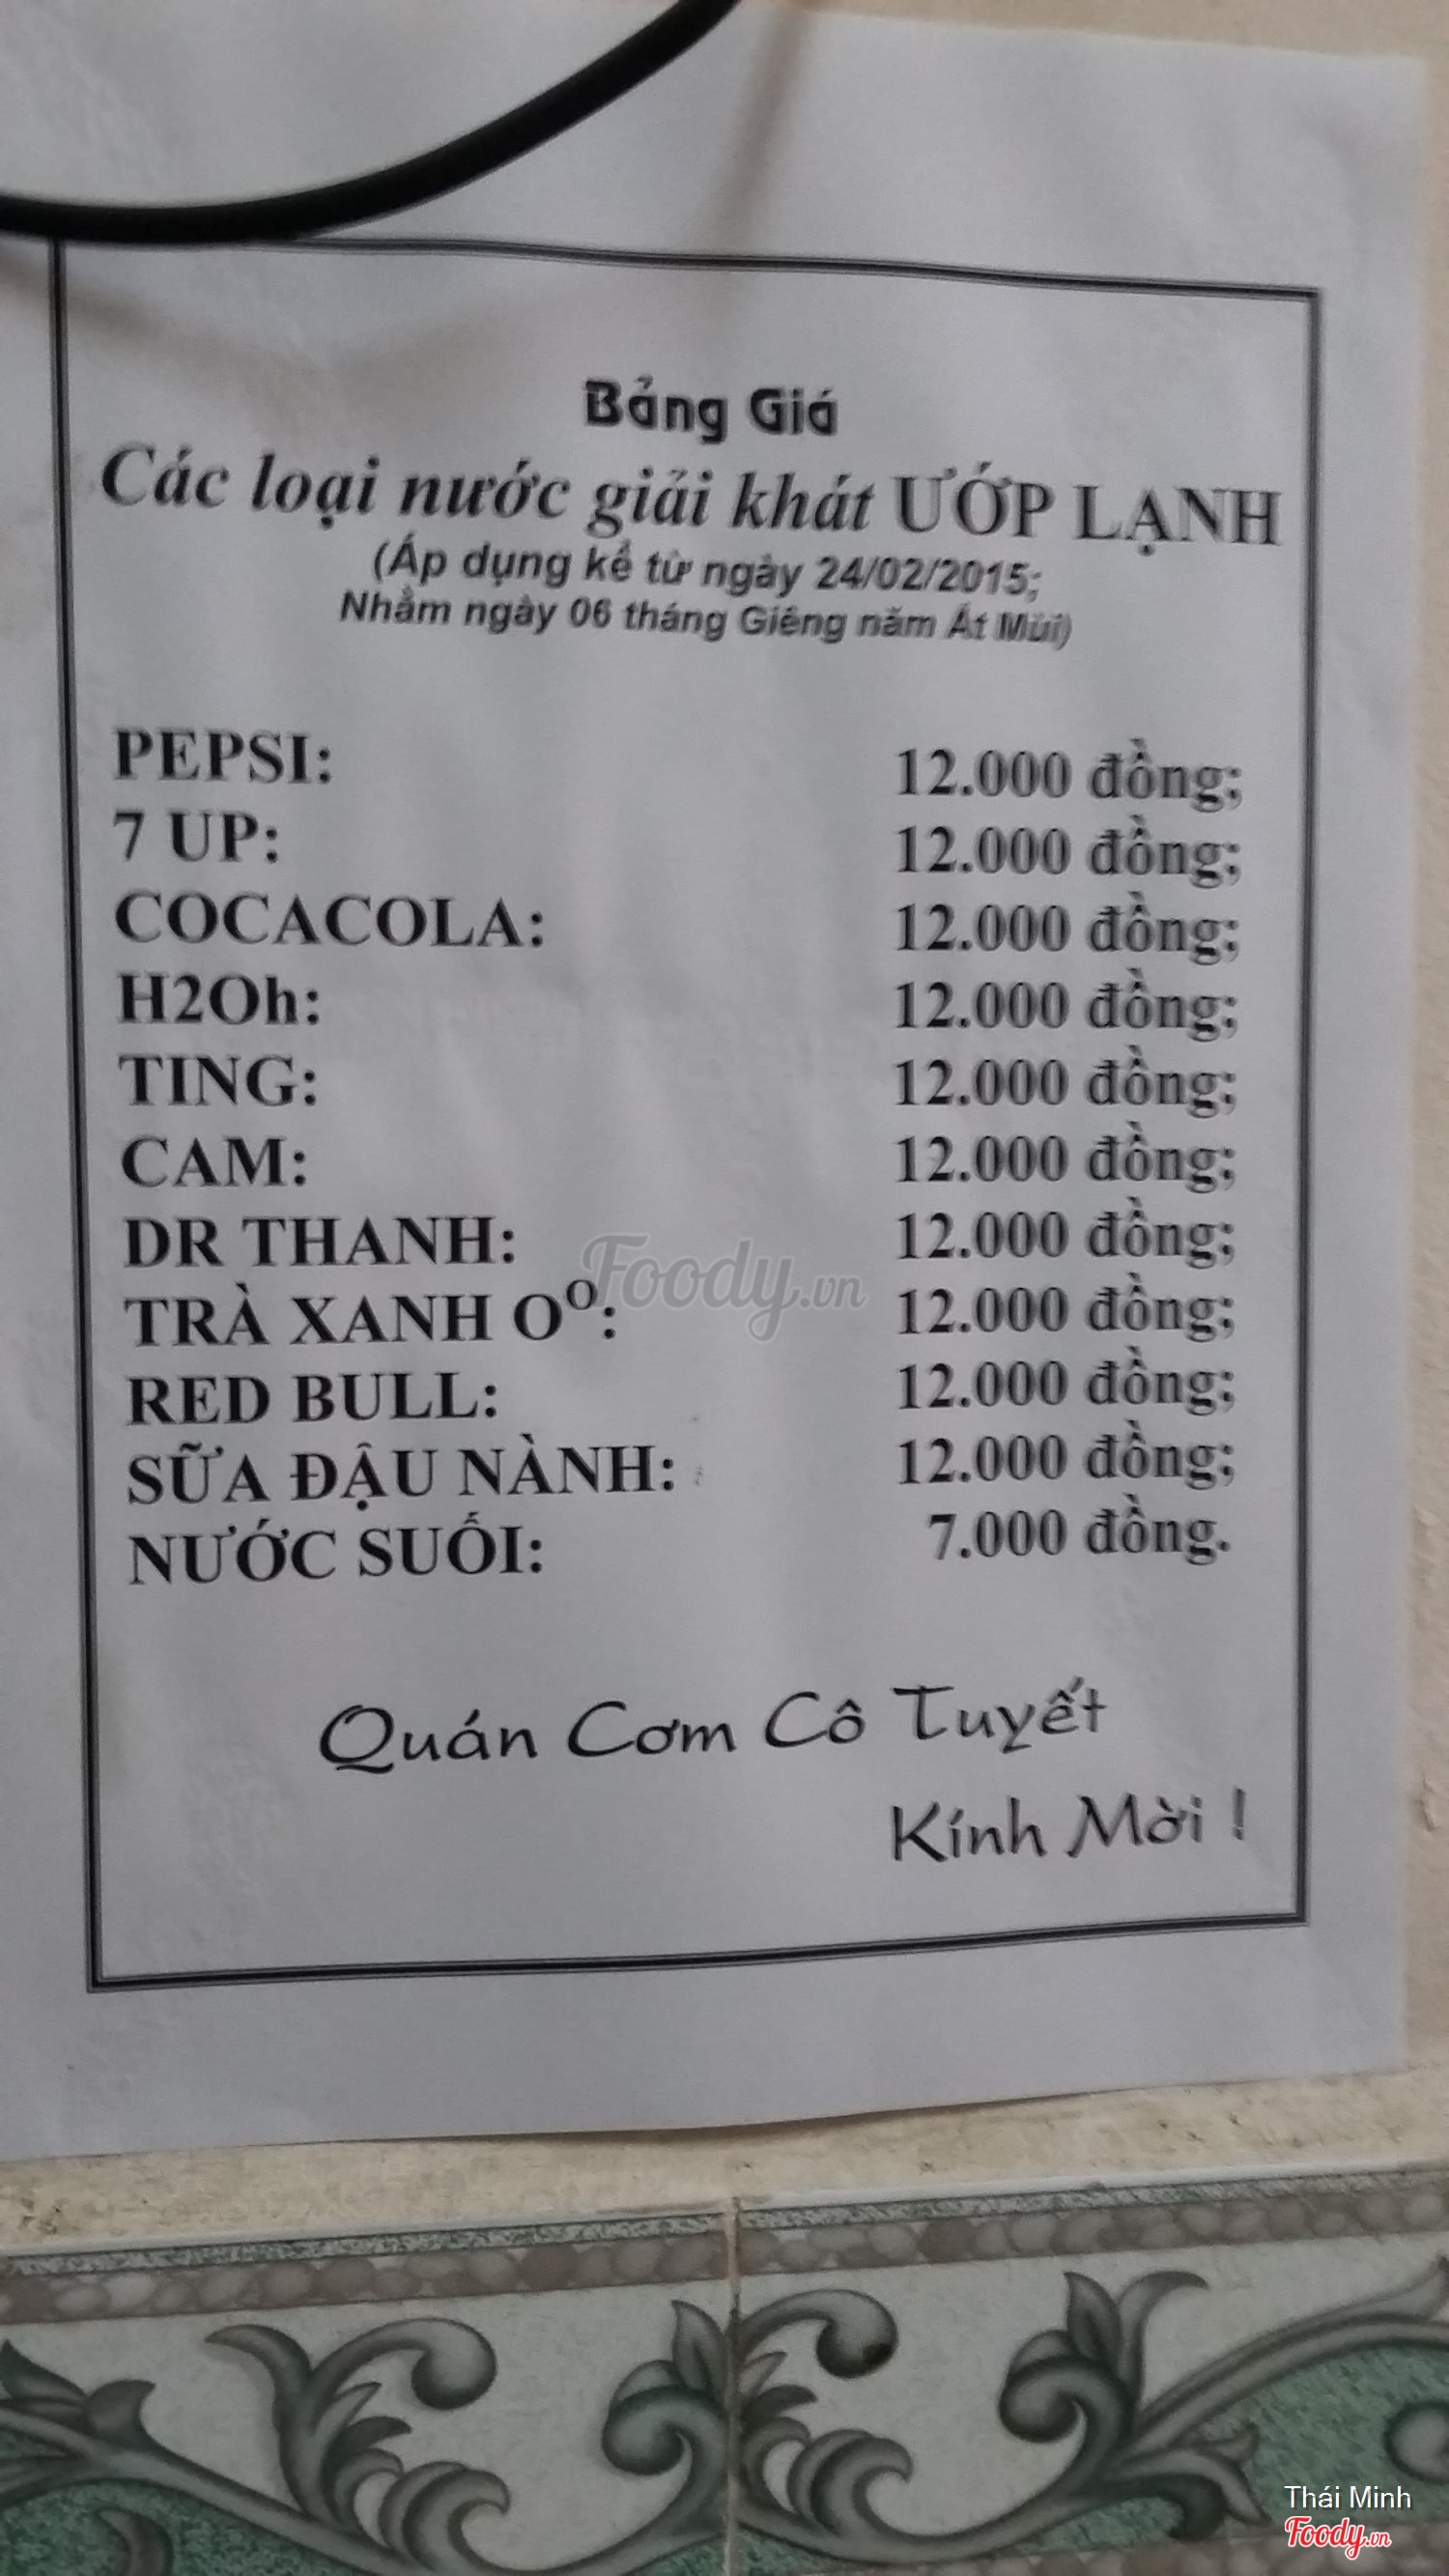 Bảng Giá
Các loại nước giải khát ƯỚP LẠNH
(Áp dụng kể từ ngày 24/02/2015;
Nhằm ngày 06 tháng Giêng năm Ất Mùi)
PEPSI: 12.000 đồng;
7 UP: 12.000 đồng;
COCACOLA: 12.000 đồng;
H2Oh: 12.000 đồng;
TING: 12.000 đồng;
CAM: 12.000 đồng;
DR THANH: 12.000 đồng;
TRÀ XANH O⁰: 12.000 đồng;
RED BULL: 12.000 đồng;
SỮA ĐẬU NÀNH: 12.000 đồng;
NƯỚC SUỐI: 7.000 đồng.
Quán Cơm Cô Tuyết
Kính Mời !
Foody.vn
Thái Minh
Foody.vn